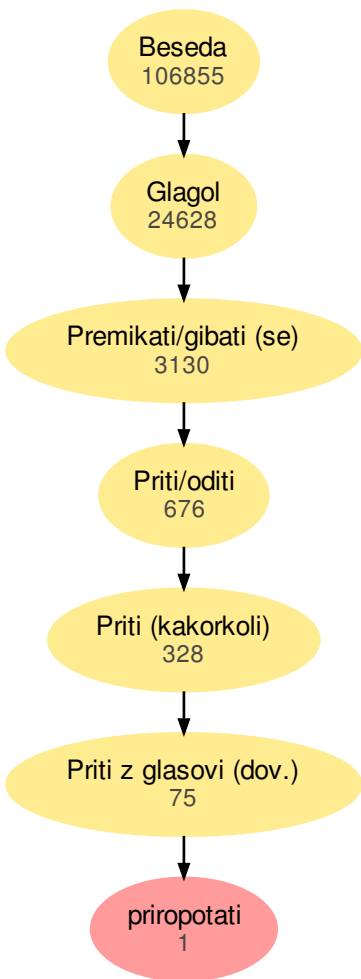 Beseda
106855
Glagol
24628
Premikati/gibati (se)
3130
Priti/oditi
676
Priti (kakorkoli)
328
Priti z glasovi (dov.)
75
priropotati
1